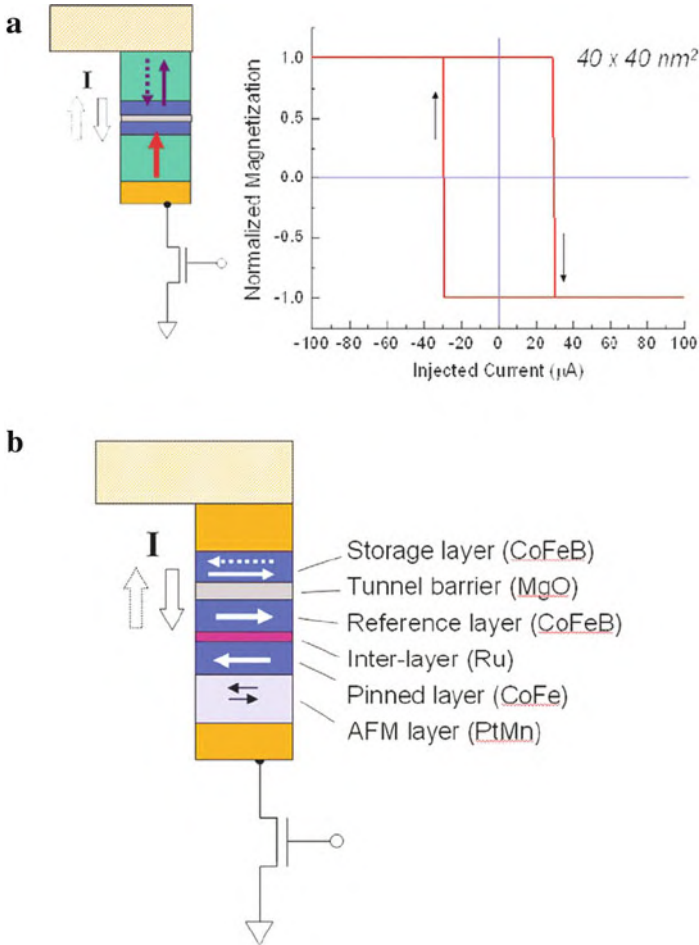 a
I
40 x 40 nm²
Normalized Magnetization
1.0
0.5
0.0
-0.5
-1.0
-100 -80 -60 -40 -20 0 20 40 60 80 100
Injected Current (µA)
b
I
Storage layer (CoFeB)
Tunnel barrier (MgO)
Reference layer (CoFeB)
Inter-layer (Ru)
Pinned layer (CoFe)
AFM layer (PtMn)